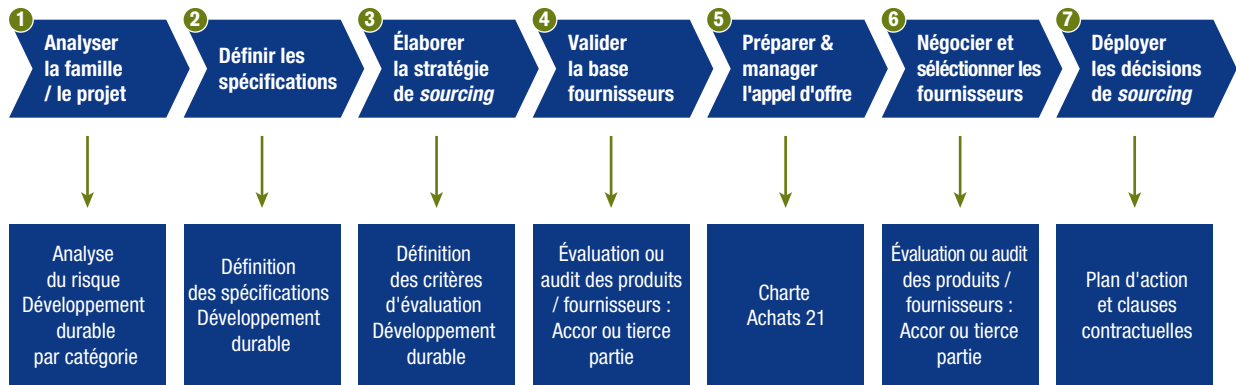 1
Analyser
la famille
/ le projet
2
Définir les
spécifications
3
Élaborer
la stratégie
de sourcing
4
Valider
la base
fournisseurs
5
Préparer &
manager
l'appel d'offre
6
Négocier et
séléctionner les
fournisseurs
7
Déployer
les décisions
de sourcing
Analyse
du risque
Développement
durable
par catégorie
Définition
des spécifications
Développement
durable
Définition
des critères
d'évaluation
Développement
durable
Évaluation ou
audit des produits
/ fournisseurs :
Accor ou tierce
partie
Charte
Achats 21
Évaluation ou audit
des produits /
fournisseurs :
Accor ou tierce
partie
Plan d'action
et clauses
contractuelles